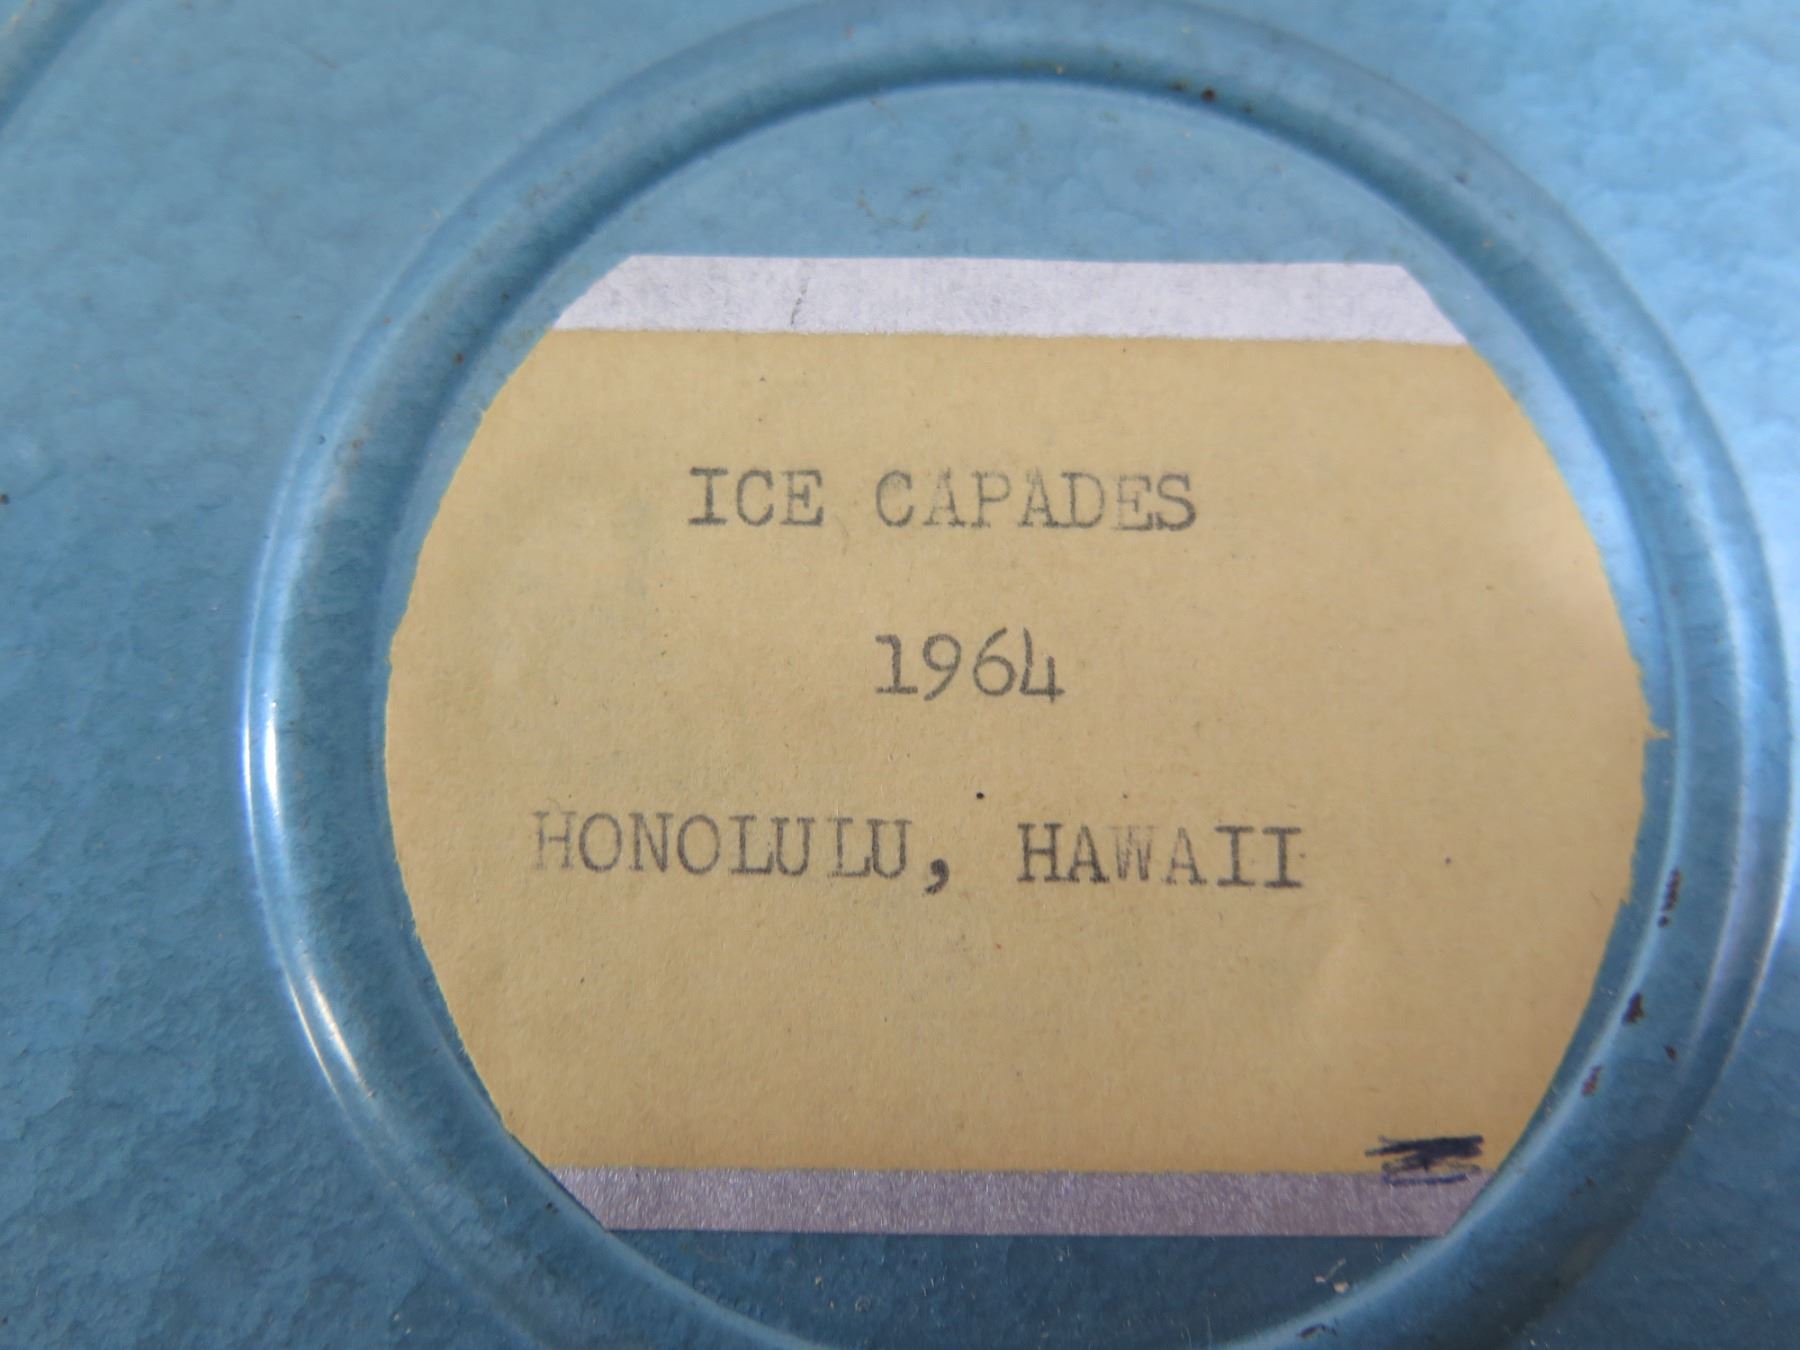 ICE CAPADES
1964
HONOLULU, HAWAII